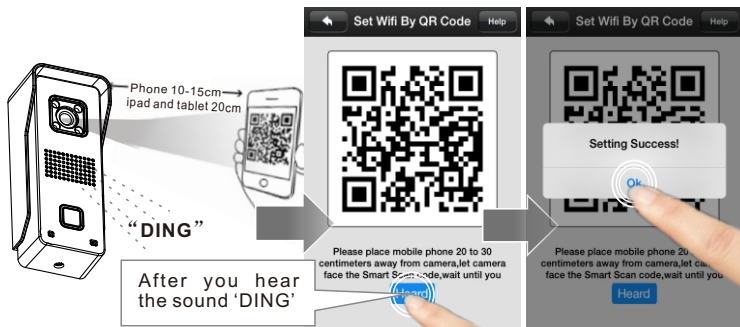 Phone 10-15cm
ipad and tablet 20cm
“DING”
After you hear
the sound ‘DING’
Set Wifi By QR Code
Help
Please place mobile phone 20 to 30
centimeters away from camera,let camera
face the Smart Scan code,wait until you
Heard
Set Wifi By QR Code
Help
Setting Success!
Ok
Please place mobile phone 20
centimeters away from camera,let
face the Smart Scan code,wait until you
Heard